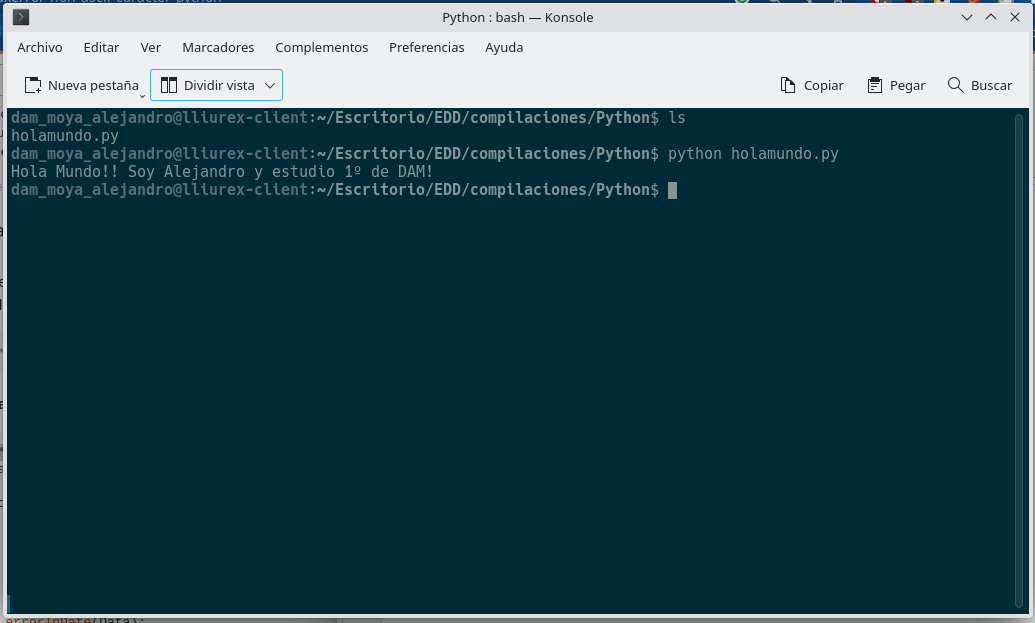 Python : bash — Konsole
Archivo Editar Ver Marcadores Complementos Preferencias Ayuda
Nueva pestaña Dividir vista Copiar Pegar Buscar
dam_moya_alejandro@lliurex-client:~/Escritorio/EDD/compilaciones/Python$ ls
holamundo.py
dam_moya_alejandro@lliurex-client:~/Escritorio/EDD/compilaciones/Python$ python holamundo.py
Hola Mundo!! Soy Alejandro y estudio 1º de DAM!
dam_moya_alejandro@lliurex-client:~/Escritorio/EDD/compilaciones/Python$